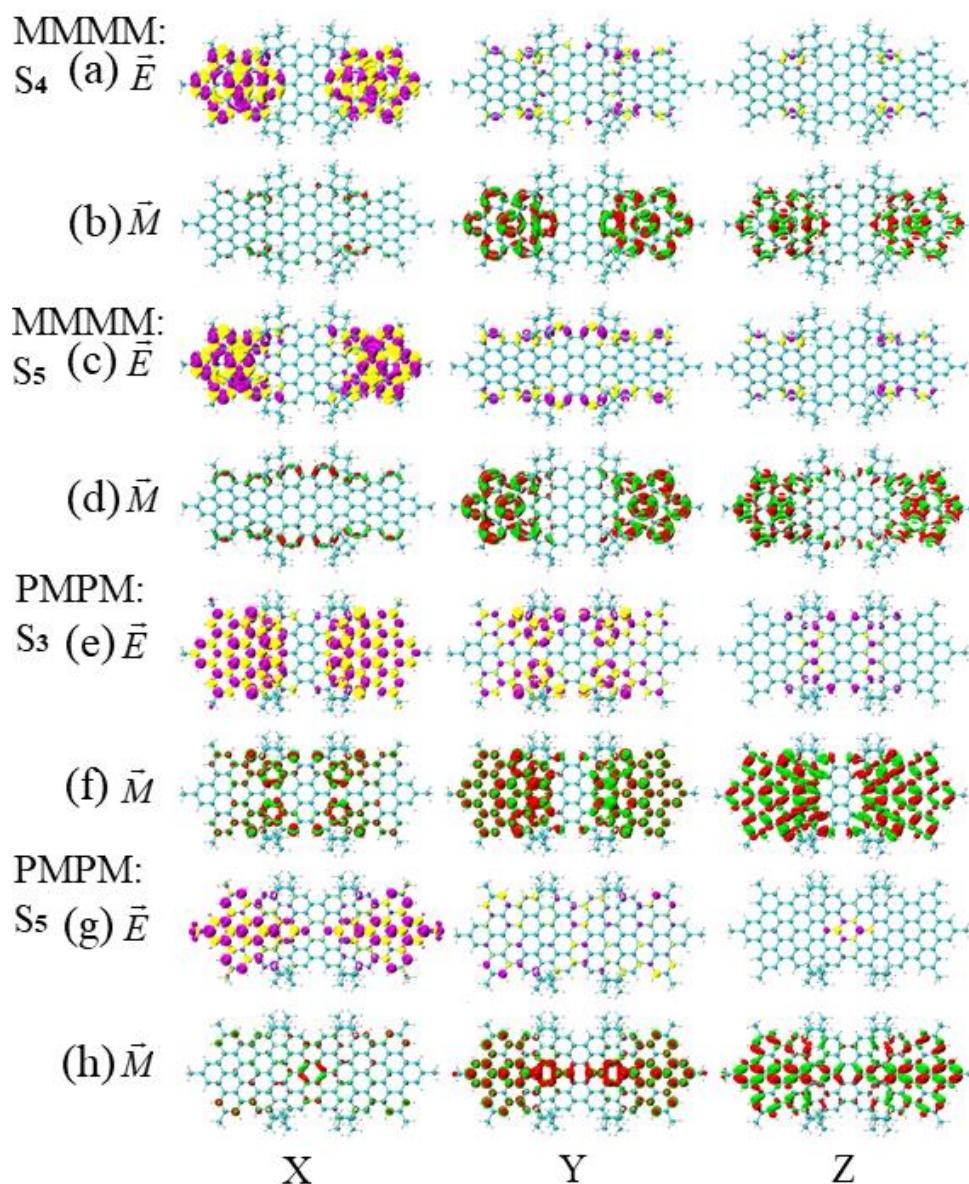 MMMM:
S4 (a) E⃗
(b) M⃗
MMMM:
S5 (c) E⃗
(d) M⃗
PMPM:
S3 (e) E⃗
(f) M⃗
PMPM:
S5 (g) E⃗
(h) M⃗
X Y Z